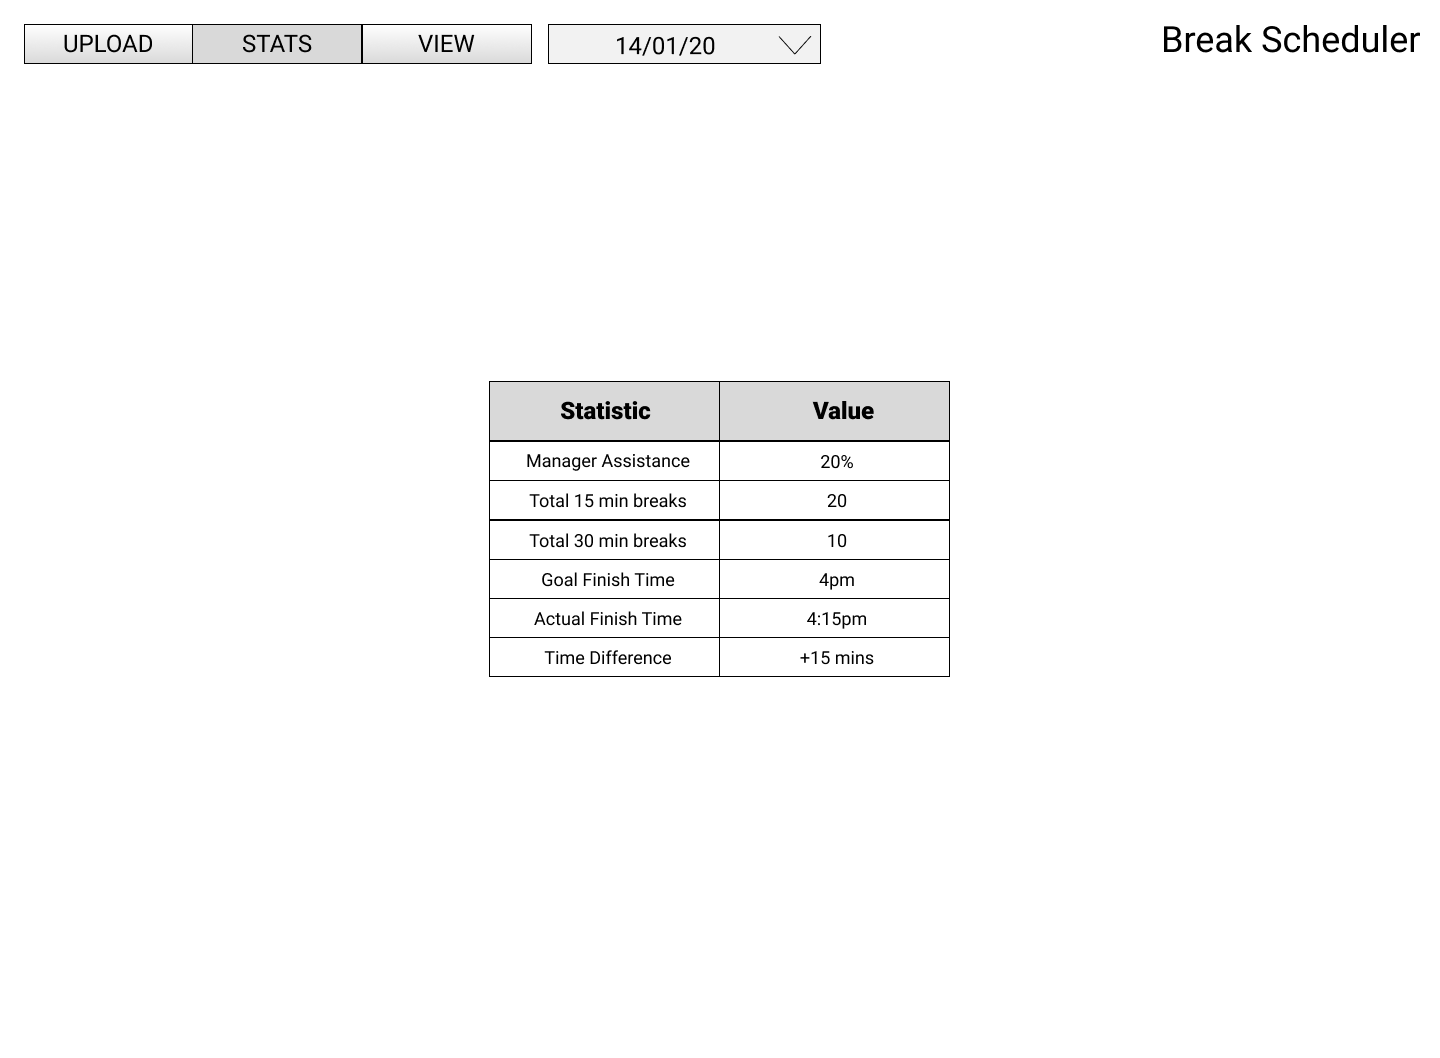 UPLOAD STATS VIEW 14/01/20 Break Scheduler
Statistic Value
Manager Assistance 20%
Total 15 min breaks 20
Total 30 min breaks 10
Goal Finish Time 4pm
Actual Finish Time 4:15pm
Time Difference +15 mins